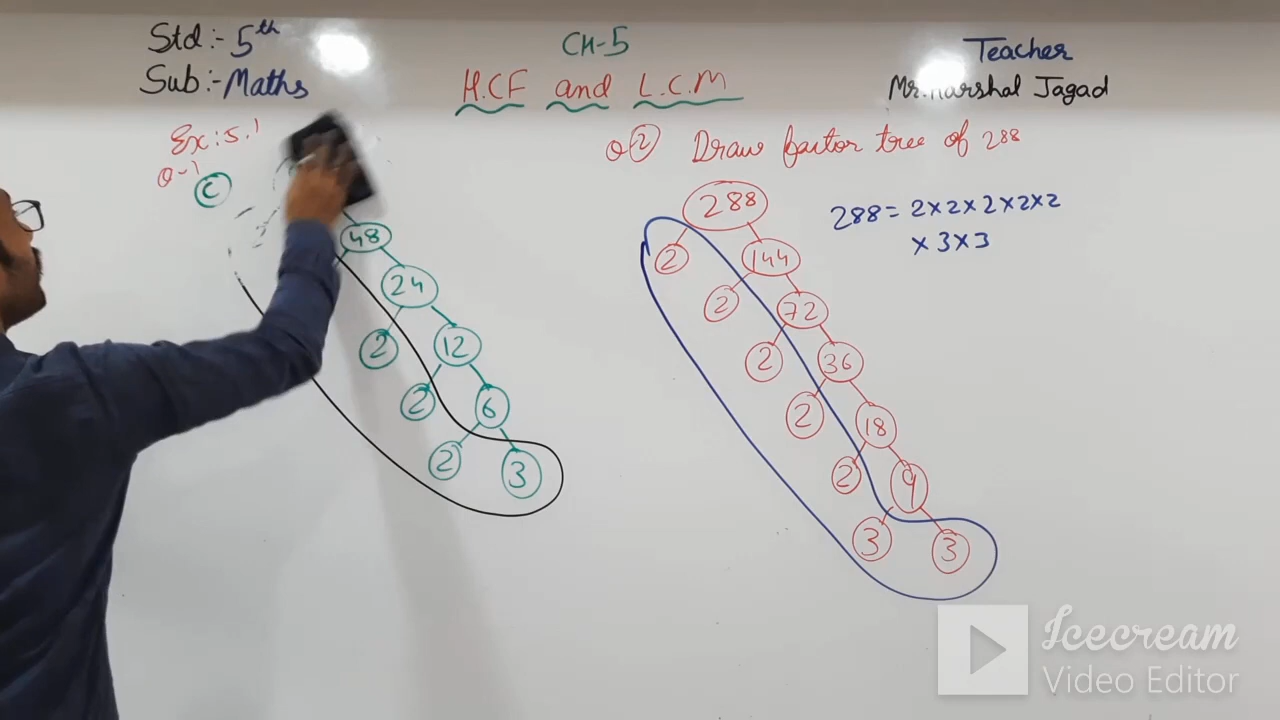 Std:- 5th
Sub:- Maths
CH-5
H.C.F and L.C.M
Teacher
Mr. Harshal Jagad
Ex:5.1
Q-1
C
48
24
2 12
2 6
2 3
Q 2 Draw factor tree of 288
288
2 144
2 72
2 36
2 18
2 9
3 3
288 = 2×2×2×2×2
×3×3
Icecream
Video Editor